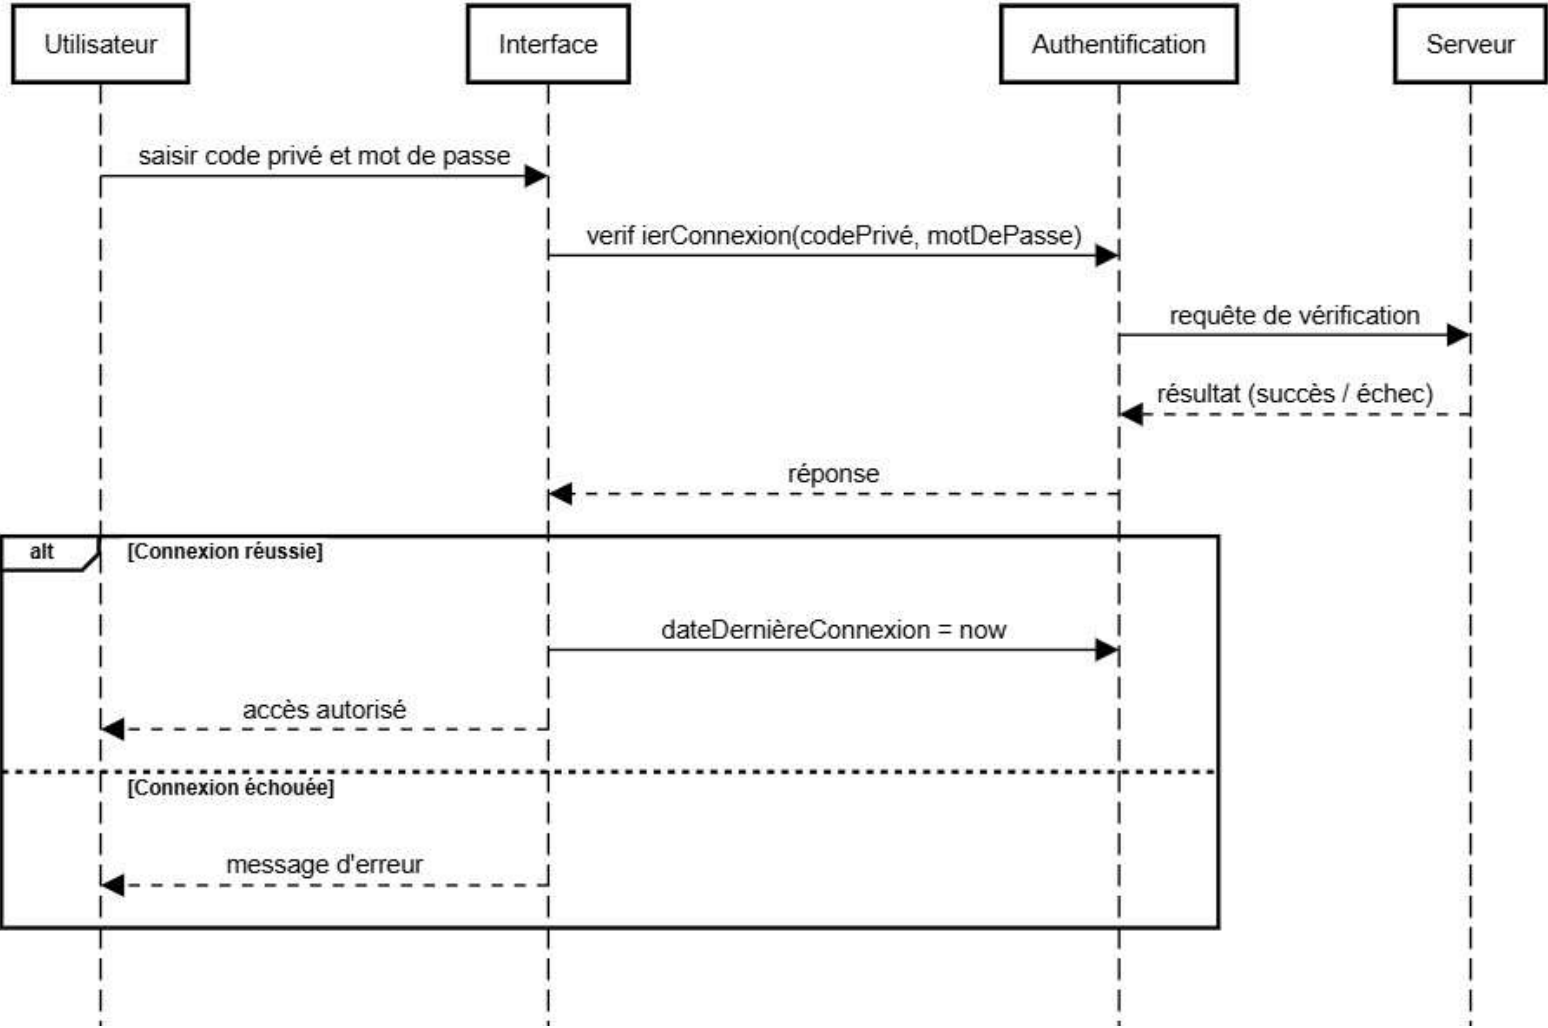 Utilisateur
Interface
Authentification
Serveur
saisir code privé et mot de passe
verif ierConnexion(codePrivé, motDePasse)
requête de vérification
résultat (succès / échec)
réponse
alt
[Connexion réussie]
dateDernièreConnexion = now
accès autorisé
[Connexion échouée]
message d'erreur